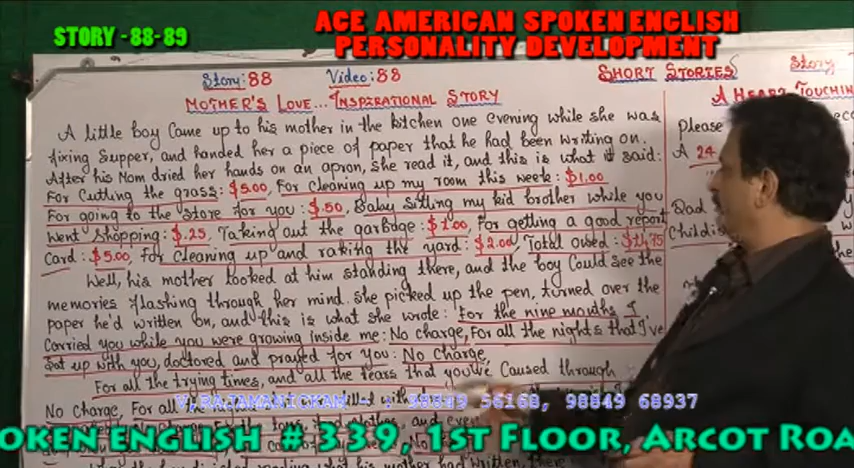 STORY -88-89
ACE AMERICAN SPOKEN ENGLISH
PERSONALITY DEVELOPMENT
Story: 88 Video: 88
MOTHER'S LOVE... INSPIRATIONAL STORY
A little boy came up to his mother in the kitchen one evening while she was
fixing supper, and handed her a piece of paper that he had been writing on.
After his Mom dried her hands on an apron, she read it, and this is what it said:
For cutting the grass: $5.00, For cleaning up my room this week: $1.00
For going to the store for you: $.50, Baby sitting my kid brother while you
went shopping: $.25. Taking out the garbage: $1.00, For getting a good report
Card: $5.00, For cleaning up and raking the yard: $2.00, Total owed:
Well, his mother looked at him standing there, and the boy could see the
memories flashing through her mind. she picked up the pen, turned over the
paper he'd written on, and this is what she wrote: For the nine months I
Carried you while you were growing inside me: No charge, For all the nights that I've
sat up with you, doctored and prayed for you: No Charge,
For all the trying times, and all the tears that you've Caused through
No Charge, For all the
SHORT STORIES
Story
A HEART TOUCHIN
Please
A 24
Dad
Childis
V.RAJAMANICKAM - : 98849 56168, 98849 68937
OKEN ENGLISH # 339, 1ST FLOOR, ARCOT ROA